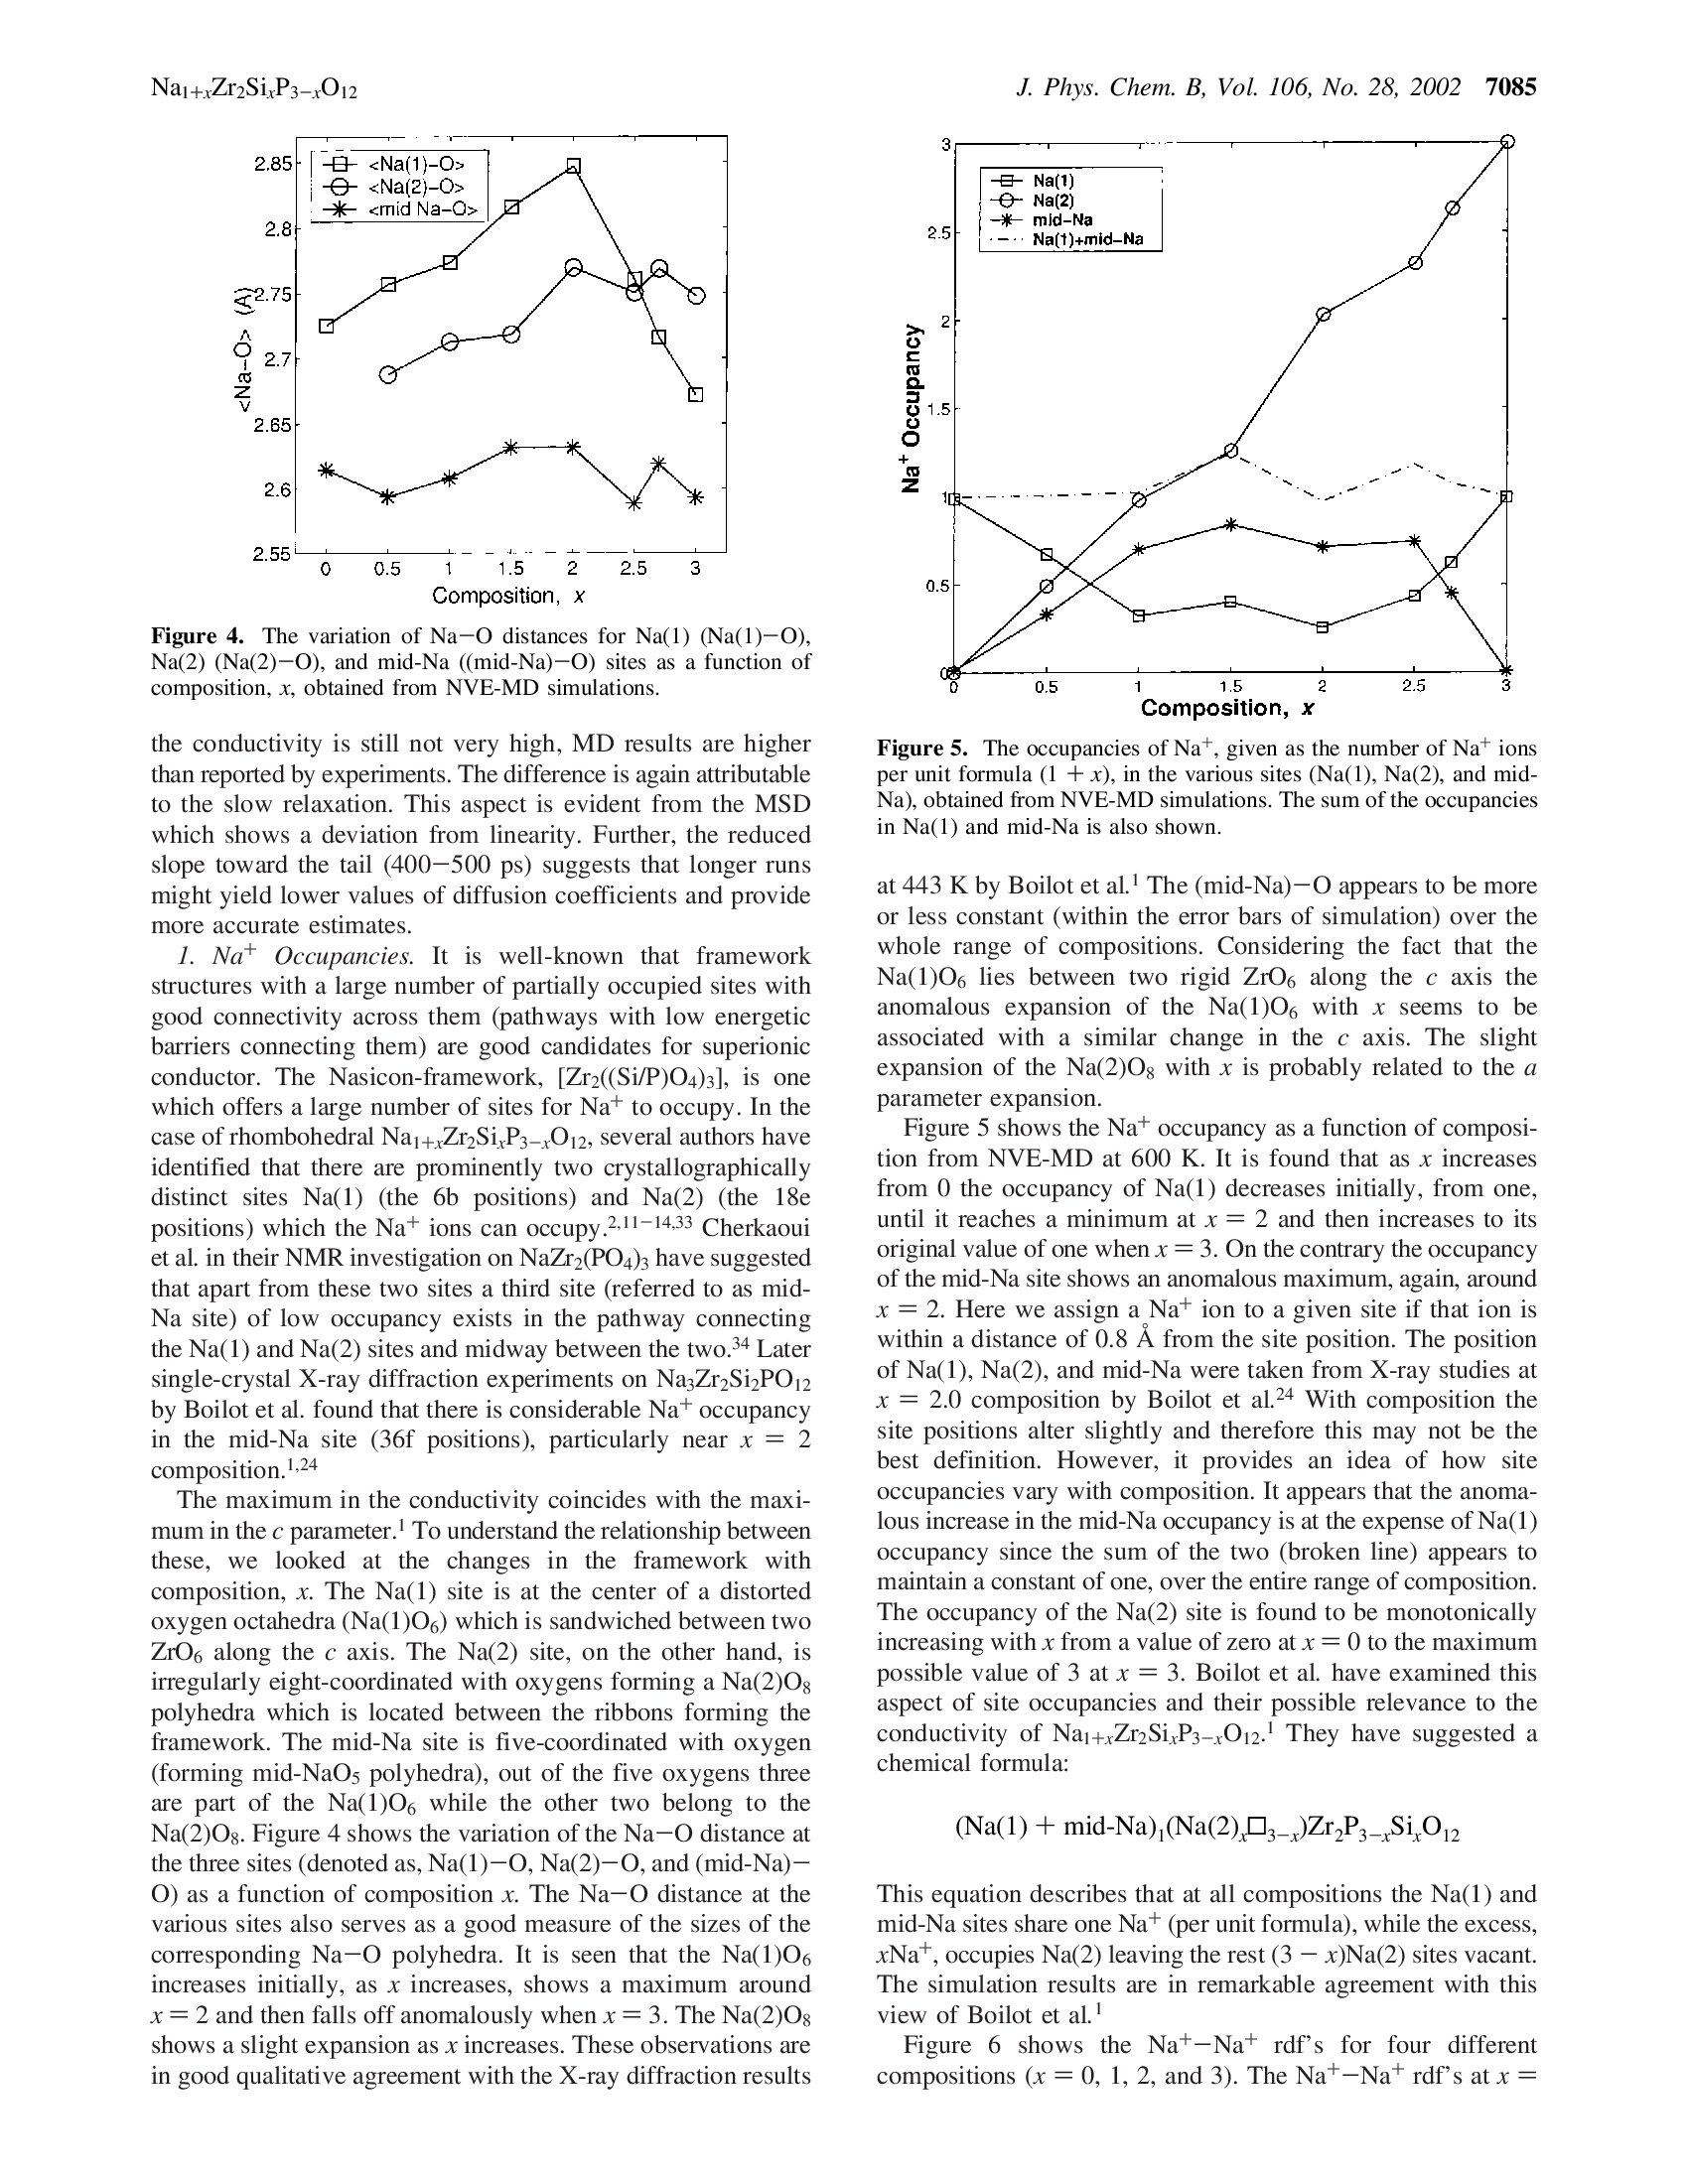 Na1+xZr2SixP3−xO12
J. Phys. Chem. B, Vol. 106, No. 28, 2002 7085
2.85
2.8
2.75
2.7
2.65
2.6
2.55
<Na−O> (A)
<Na(1)−O>
<Na(2)−O>
<mid Na−O>
0 0.5 1 1.5 2 2.5 3
Composition, x
Figure 4. The variation of Na−O distances for Na(1) (Na(1)−O),
Na(2) (Na(2)−O), and mid-Na ((mid-Na)−O) sites as a function of
composition, x, obtained from NVE-MD simulations.
the conductivity is still not very high, MD results are higher
than reported by experiments. The difference is again attributable
to the slow relaxation. This aspect is evident from the MSD
which shows a deviation from linearity. Further, the reduced
slope toward the tail (400−500 ps) suggests that longer runs
might yield lower values of diffusion coefficients and provide
more accurate estimates.
1. Na+ Occupancies. It is well-known that framework
structures with a large number of partially occupied sites with
good connectivity across them (pathways with low energetic
barriers connecting them) are good candidates for superionic
conductor. The Nasicon-framework, [Zr2((Si/P)O4)3], is one
which offers a large number of sites for Na+ to occupy. In the
case of rhombohedral Na1+xZr2SixP3−xO12, several authors have
identified that there are prominently two crystallographically
distinct sites Na(1) (the 6b positions) and Na(2) (the 18e
positions) which the Na+ ions can occupy.2,11−14,33 Cherkaoui
et al. in their NMR investigation on NaZr2(PO4)3 have suggested
that apart from these two sites a third site (referred to as mid-
Na site) of low occupancy exists in the pathway connecting
the Na(1) and Na(2) sites and midway between the two.34 Later
single-crystal X-ray diffraction experiments on Na3Zr2Si2PO12
by Boilot et al. found that there is considerable Na+ occupancy
in the mid-Na site (36f positions), particularly near x = 2
composition.1,24
The maximum in the conductivity coincides with the maxi-
mum in the c parameter.1 To understand the relationship between
these, we looked at the changes in the framework with
composition, x. The Na(1) site is at the center of a distorted
oxygen octahedra (Na(1)O6) which is sandwiched between two
ZrO6 along the c axis. The Na(2) site, on the other hand, is
irregularly eight-coordinated with oxygens forming a Na(2)O8
polyhedra which is located between the ribbons forming the
framework. The mid-Na site is five-coordinated with oxygen
(forming mid-NaO5 polyhedra), out of the five oxygens three
are part of the Na(1)O6 while the other two belong to the
Na(2)O8. Figure 4 shows the variation of the Na−O distance at
the three sites (denoted as, Na(1)−O, Na(2)−O, and (mid-Na)−
O) as a function of composition x. The Na−O distance at the
various sites also serves as a good measure of the sizes of the
corresponding Na−O polyhedra. It is seen that the Na(1)O6
increases initially, as x increases, shows a maximum around
x = 2 and then falls off anomalously when x = 3. The Na(2)O8
shows a slight expansion as x increases. These observations are
in good qualitative agreement with the X-ray diffraction results
3
2.5
2
1.5
1
0.5
0
Na+ Occupancy
Na(1)
Na(2)
mid−Na
Na(1)+mid−Na
0 0.5 1 1.5 2 2.5 3
Composition, x
Figure 5. The occupancies of Na+, given as the number of Na+ ions
per unit formula (1 + x), in the various sites (Na(1), Na(2), and mid-
Na), obtained from NVE-MD simulations. The sum of the occupancies
in Na(1) and mid-Na is also shown.
at 443 K by Boilot et al.1 The (mid-Na)−O appears to be more
or less constant (within the error bars of simulation) over the
whole range of compositions. Considering the fact that the
Na(1)O6 lies between two rigid ZrO6 along the c axis the
anomalous expansion of the Na(1)O6 with x seems to be
associated with a similar change in the c axis. The slight
expansion of the Na(2)O8 with x is probably related to the a
parameter expansion.
Figure 5 shows the Na+ occupancy as a function of composi-
tion from NVE-MD at 600 K. It is found that as x increases
from 0 the occupancy of Na(1) decreases initially, from one,
until it reaches a minimum at x = 2 and then increases to its
original value of one when x = 3. On the contrary the occupancy
of the mid-Na site shows an anomalous maximum, again, around
x = 2. Here we assign a Na+ ion to a given site if that ion is
within a distance of 0.8 Å from the site position. The position
of Na(1), Na(2), and mid-Na were taken from X-ray studies at
x = 2.0 composition by Boilot et al.24 With composition the
site positions alter slightly and therefore this may not be the
best definition. However, it provides an idea of how site
occupancies vary with composition. It appears that the anoma-
lous increase in the mid-Na occupancy is at the expense of Na(1)
occupancy since the sum of the two (broken line) appears to
maintain a constant of one, over the entire range of composition.
The occupancy of the Na(2) site is found to be monotonically
increasing with x from a value of zero at x = 0 to the maximum
possible value of 3 at x = 3. Boilot et al. have examined this
aspect of site occupancies and their possible relevance to the
conductivity of Na1+xZr2SixP3−xO12.1 They have suggested a
chemical formula:
(Na(1) + mid-Na)1(Na(2)x□3−x)Zr2P3−xSixO12
This equation describes that at all compositions the Na(1) and
mid-Na sites share one Na+ (per unit formula), while the excess,
xNa+, occupies Na(2) leaving the rest (3 − x)Na(2) sites vacant.
The simulation results are in remarkable agreement with this
view of Boilot et al.1
Figure 6 shows the Na+−Na+ rdf's for four different
compositions (x = 0, 1, 2, and 3). The Na+−Na+ rdf's at x =